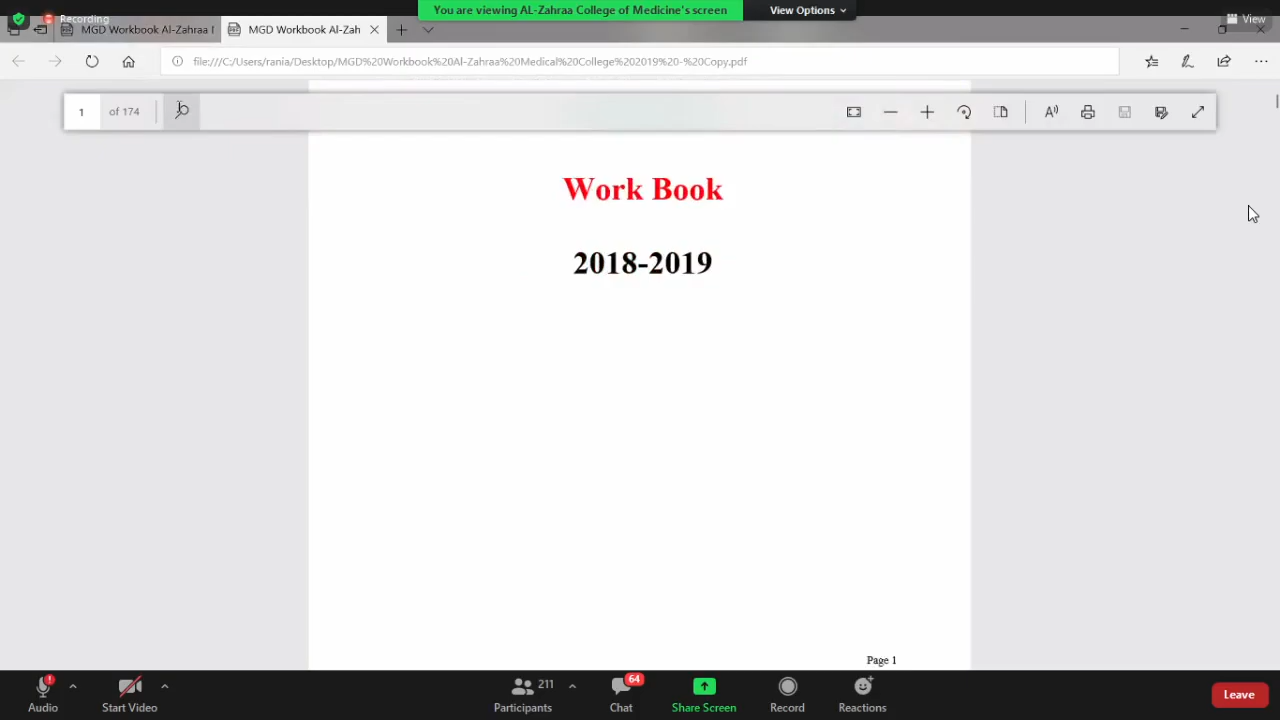 You are viewing AL-Zahraa College of Medicine's screen
View Options
Recording
View
MGD Workbook Al-Zahraa
MGD Workbook Al-Zah
file:///C:/Users/rania/Desktop/MGD%20Workbook%20Al-Zahraa%20Medical%20College%202019%20-%20Copy.pdf
1 of 174
Work Book
2018-2019
Page 1
211
64
Audio
Start Video
Participants
Chat
Share Screen
Record
Reactions
Leave